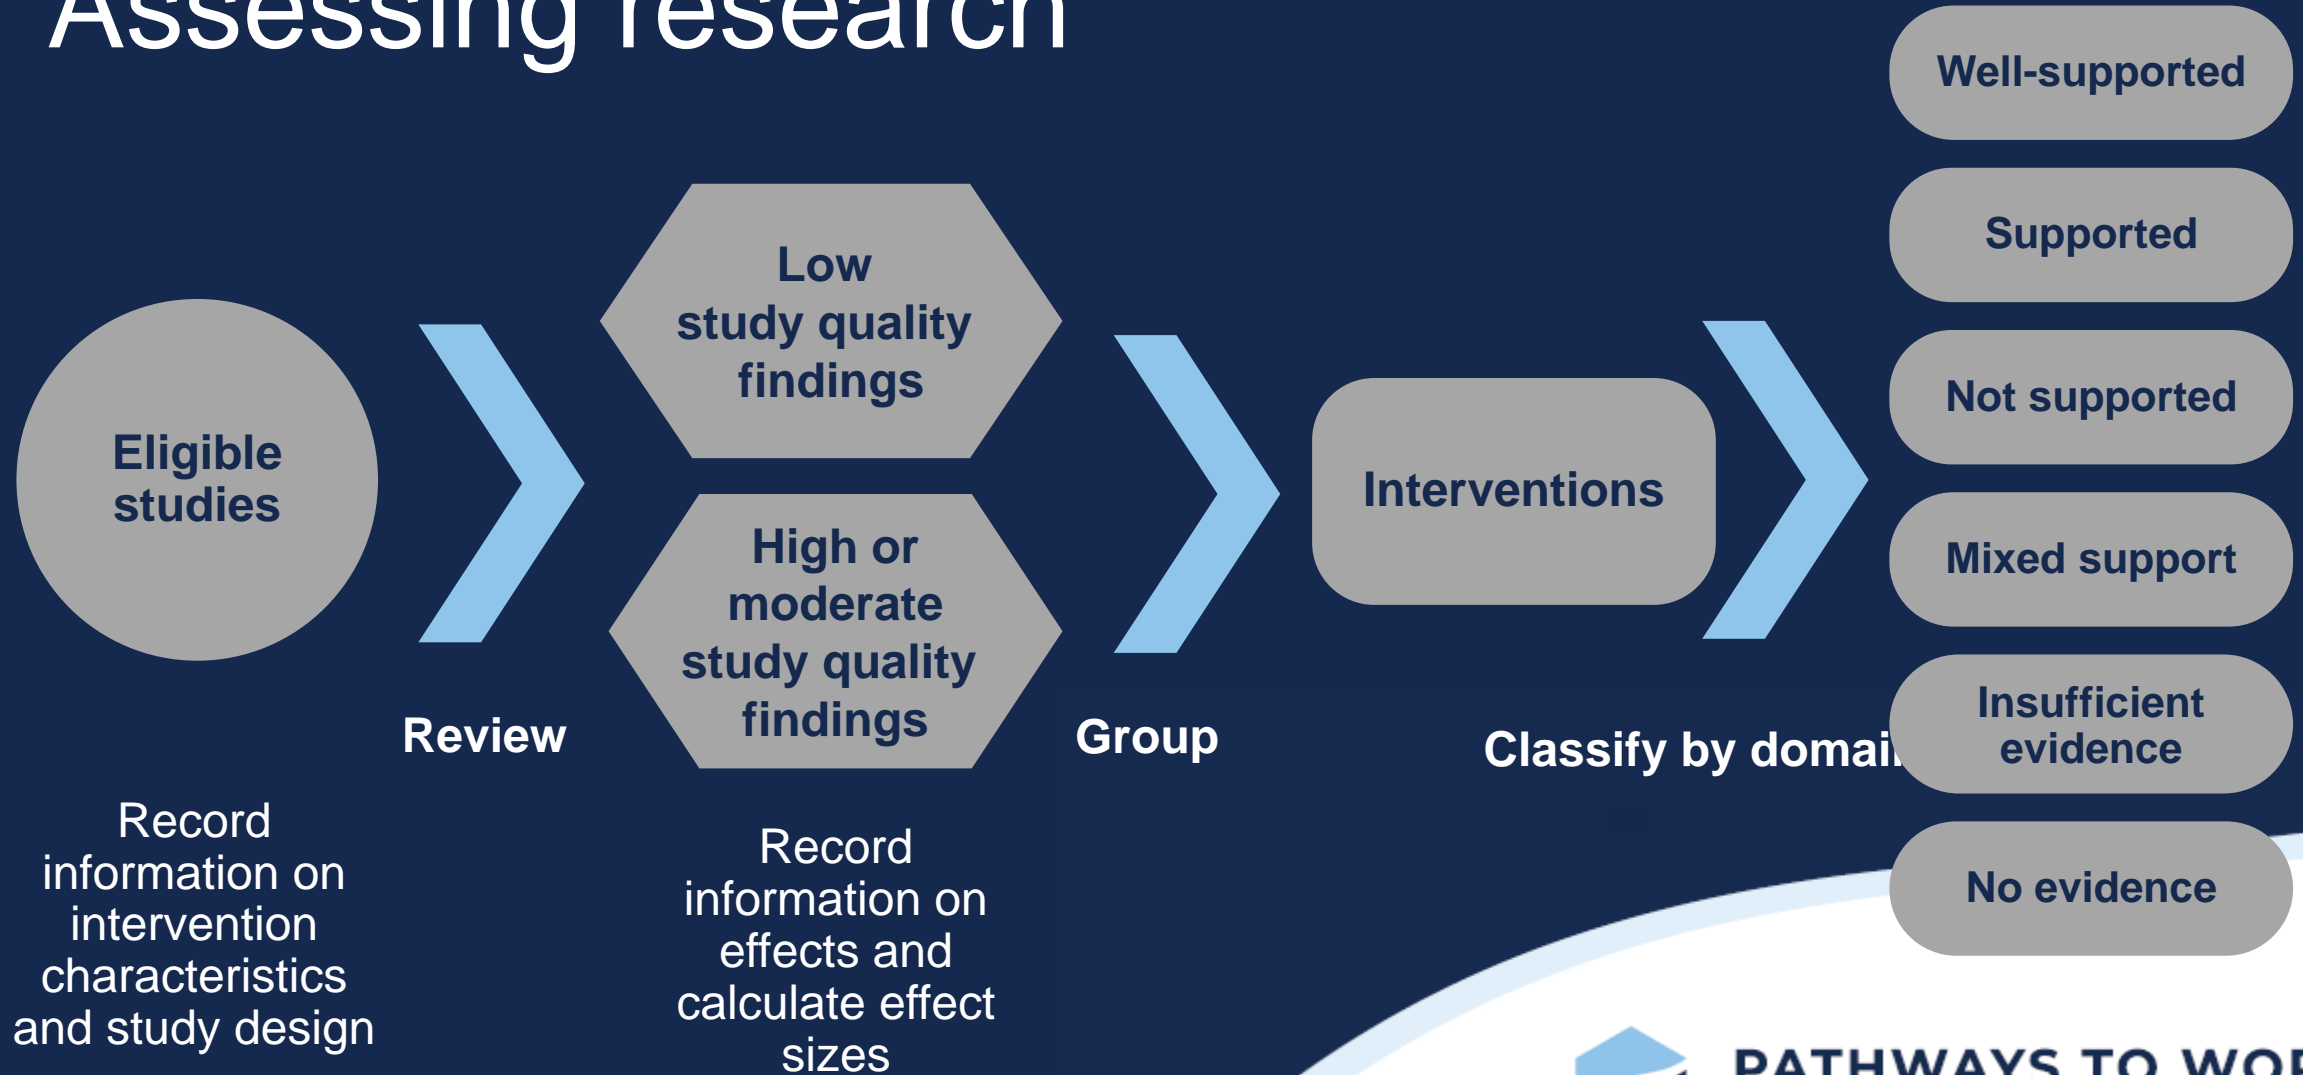 Assessing research
Eligible
studies
Record
information on
intervention
characteristics
and study design
Review
Low
study quality
findings
High or
moderate
study quality
findings
Record
information on
effects and
calculate effect
sizes
Group
Interventions
Classify by domai
Well-supported
Supported
Not supported
Mixed support
Insufficient
evidence
No evidence
PATHWAYS TO WOR